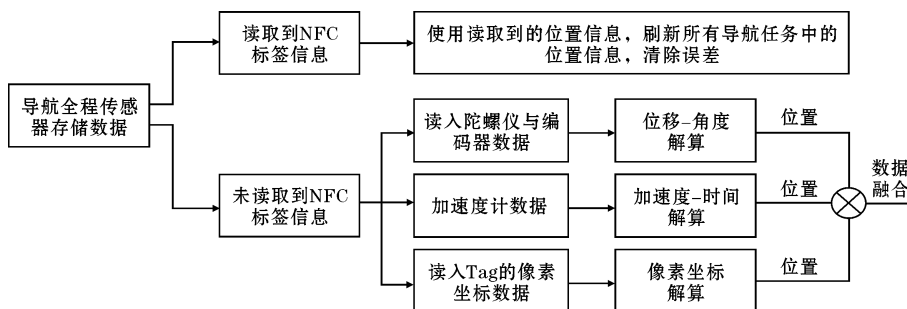 读取到NFC
标签信息
使用读取到的位置信息，刷新所有导航任务中的
位置信息，清除误差
导航全程传感
器存储数据
读入陀螺仪与编
码器数据
位移-角度
解算
位置
未读取到NFC
标签信息
加速度计数据
加速度-时间
解算
位置
数据
融合
读入Tag的像素
坐标数据
像素坐标
解算
位置